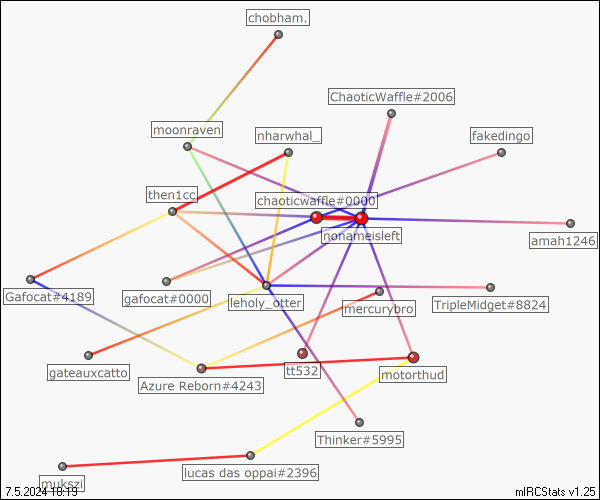 chobham.
ChaoticWaffle#2006
moonraven
nharwhal_
fakedingo
then1cc
chaoticwaffle#0000
nonameisleft
amah1246
Gafocat#4189
gafocat#0000
leholy_otter
mercurybro
TripleMidget#8824
gateauxcatto
Azure Reborn#4243
tt532
motorthud
Thinker#5995
lucas das oppai#2396
mukszi
7.5.2024 18:19
mIRCStats v1.25